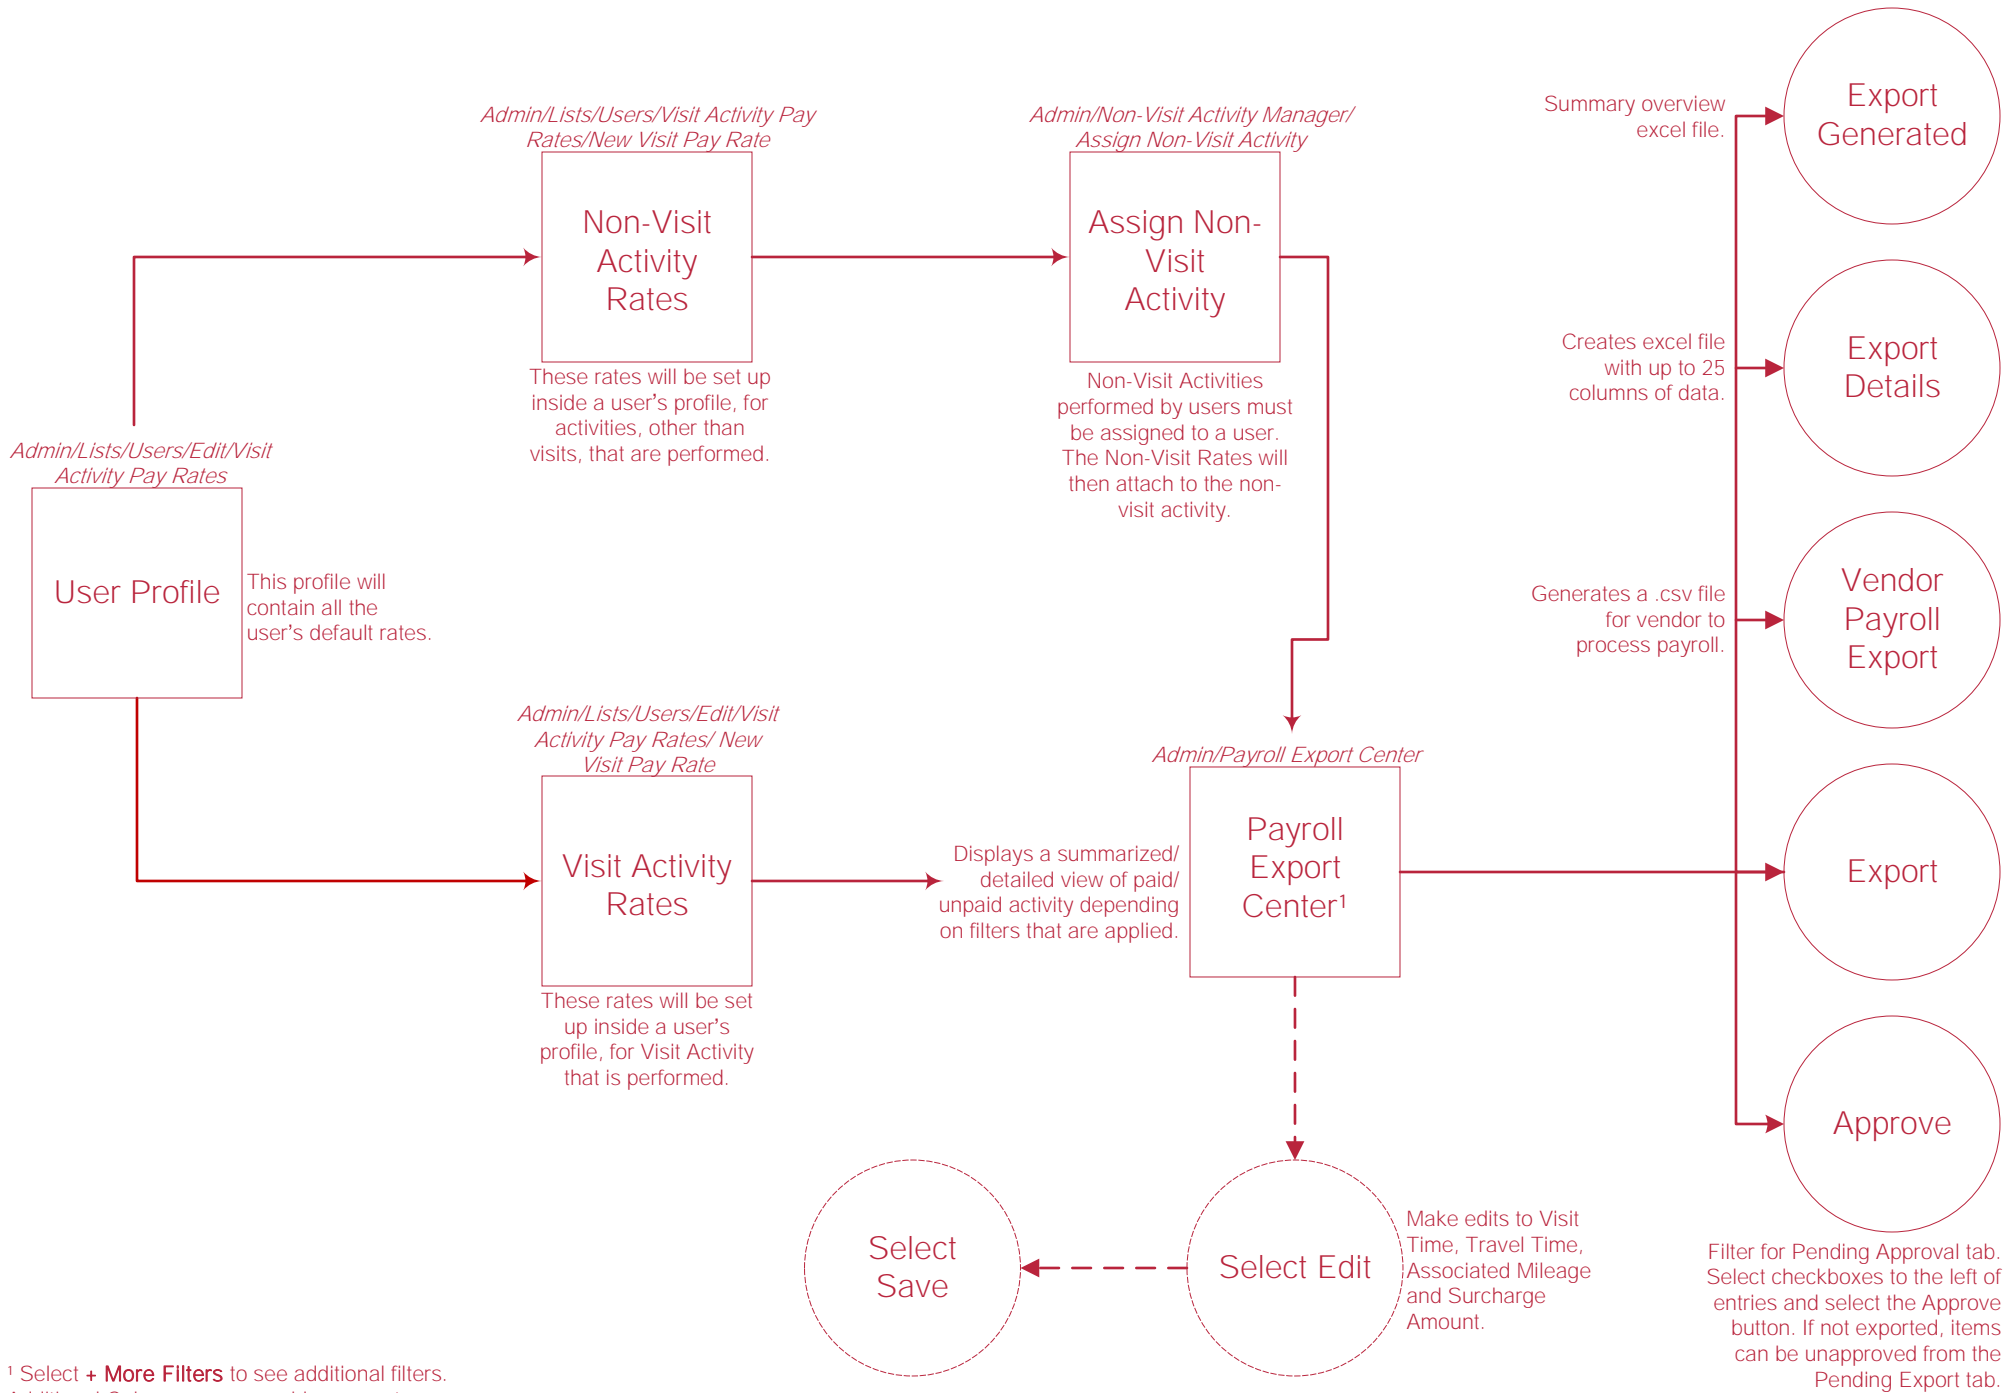 Admin/Lists/Users/Visit Activity Pay
Rates/New Visit Pay Rate
Non-Visit
Activity
Rates
These rates will be set up
inside a user's profile, for
activities, other than
visits, that are performed.
Admin/Non-Visit Activity Manager/
Assign Non-Visit Activity
Assign Non-
Visit
Activity
Non-Visit Activities
performed by users must
be assigned to a user.
The Non-Visit Rates will
then attach to the non-
visit activity.
Summary overview
excel file.
Export
Generated
Creates excel file
with up to 25
columns of data.
Export
Details
Admin/Lists/Users/Edit/Visit
Activity Pay Rates
User Profile
This profile will
contain all the
user's default rates.
Generates a .csv file
for vendor to
process payroll.
Vendor
Payroll
Export
Admin/Lists/Users/Edit/Visit
Activity Pay Rates/ New
Visit Pay Rate
Visit Activity
Rates
These rates will be set
up inside a user's
profile, for Visit Activity
that is performed.
Displays a summarized/
detailed view of paid/
unpaid activity depending
on filters that are applied.
Admin/Payroll Export Center
Payroll
Export
Center¹
Export
Approve
Filter for Pending Approval tab.
Select checkboxes to the left of
entries and select the Approve
button. If not exported, items
can be unapproved from the
Pending Export tab.
Select
Save
Select Edit
Make edits to Visit
Time, Travel Time,
Associated Mileage
and Surcharge
Amount.
¹ Select + More Filters to see additional filters.